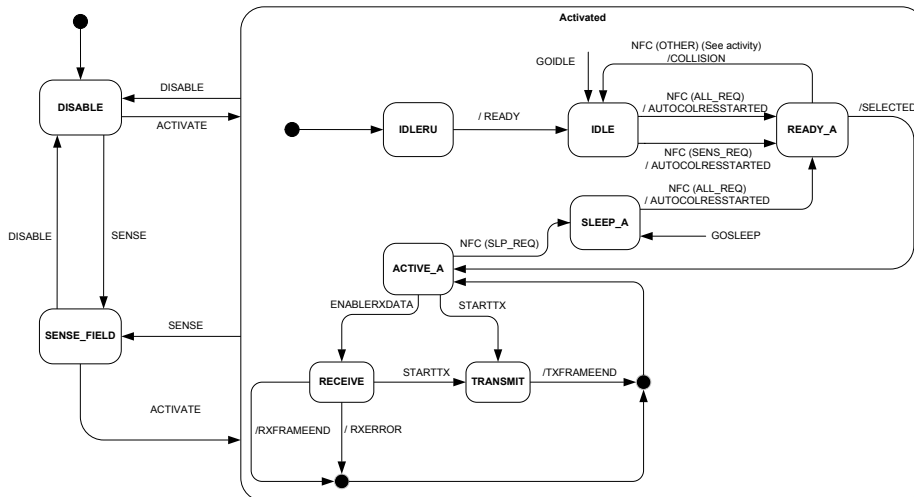 Activated
NFC (OTHER) (See activity)
/COLLISION
GOIDLE
DISABLE
DISABLE
ACTIVATE
NFC (ALL_REQ)
/ AUTOCOLRESSTARTED
/SELECTED
/ READY
IDLERU
IDLE
READY_A
NFC (SENS_REQ)
/ AUTOCOLRESSTARTED
NFC (ALL_REQ)
/ AUTOCOLRESSTARTED
SLEEP_A
GOSLEEP
DISABLE
SENSE
NFC (SLP_REQ)
ACTIVE_A
ENABLERXDATA
STARTTX
SENSE_FIELD
SENSE
RECEIVE
STARTTX
TRANSMIT
/TXFRAMEEND
ACTIVATE
/RXFRAMEEND
/ RXERROR